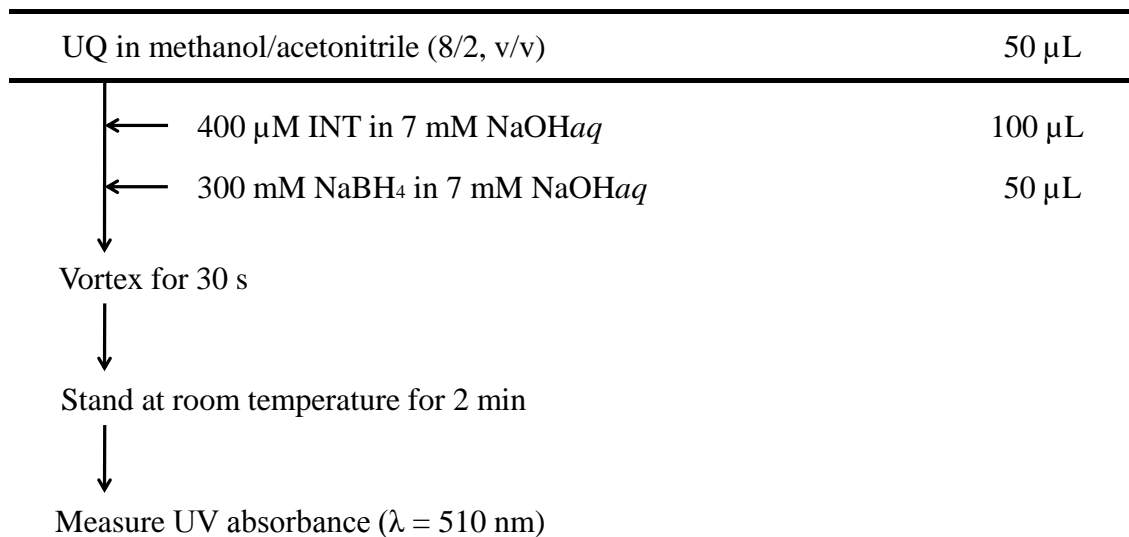 UQ in methanol/acetonitrile (8/2, v/v) 50 µL
400 µM INT in 7 mM NaOHaq 100 µL
300 mM NaBH₄ in 7 mM NaOHaq 50 µL
Vortex for 30 s
Stand at room temperature for 2 min
Measure UV absorbance (λ = 510 nm)